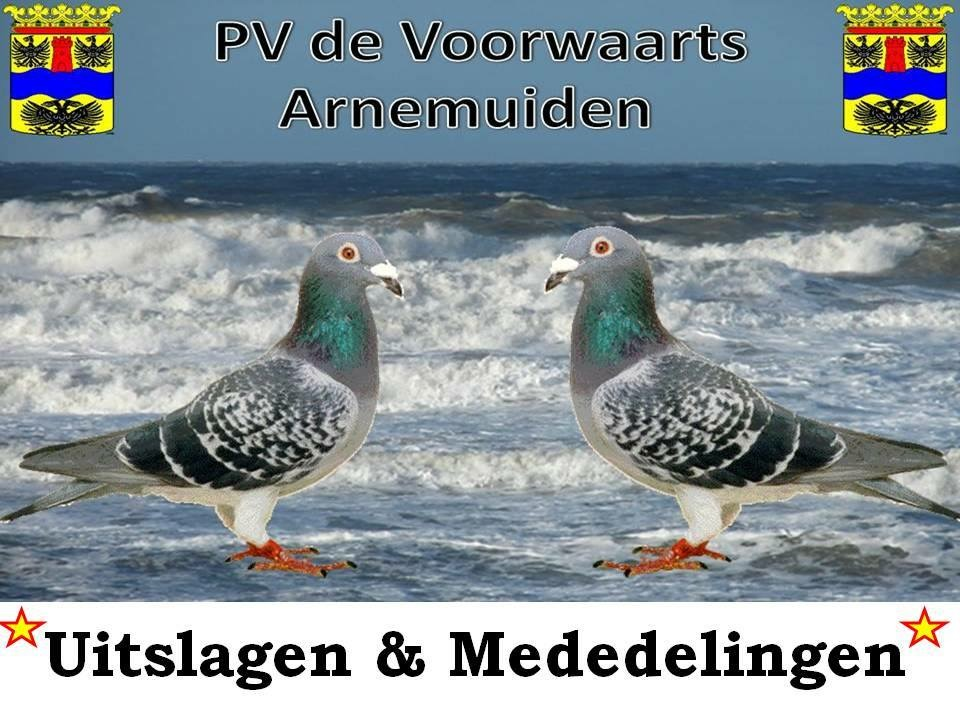 PV de Voorwaarts
Arnemuiden
Uitslagen & Mededelingen